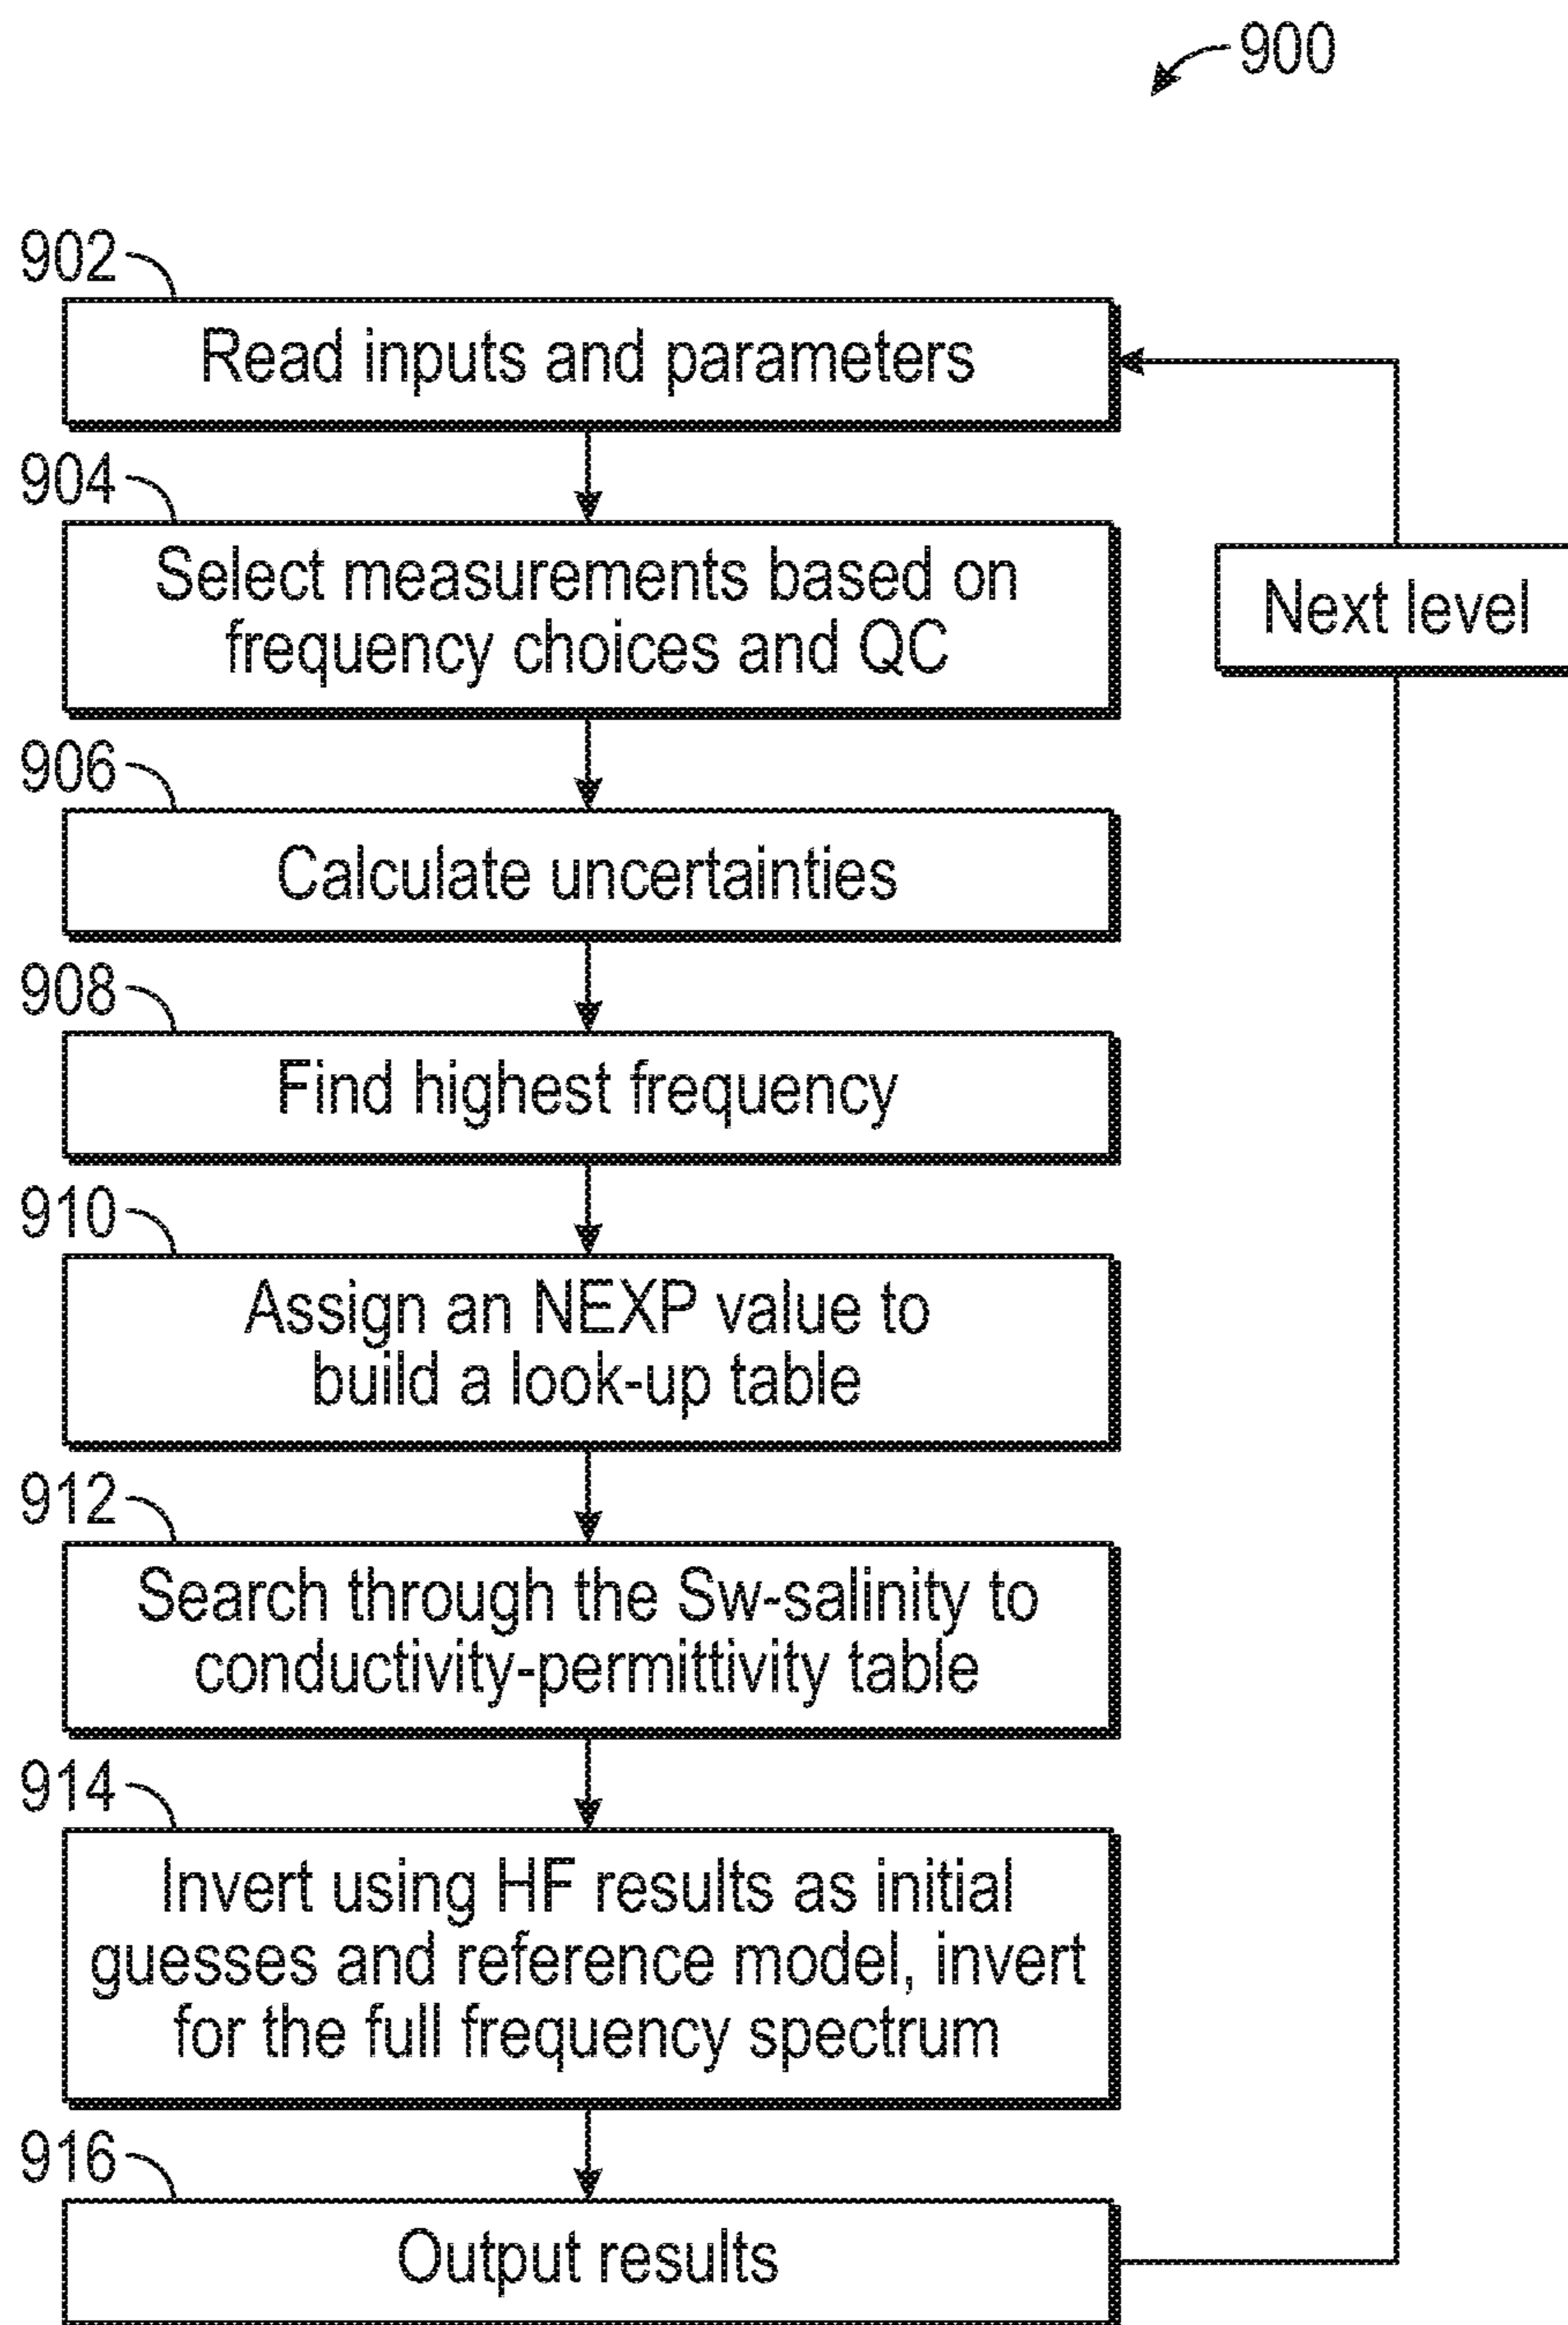 900
902
Read inputs and parameters
904
Select measurements based on
frequency choices and QC
Next level
906
Calculate uncertainties
908
Find highest frequency
910
Assign an NEXP value to
build a look-up table
912
Search through the Sw-salinity to
conductivity-permittivity table
914
Invert using HF results as initial
guesses and reference model, invert
for the full frequency spectrum
916
Output results